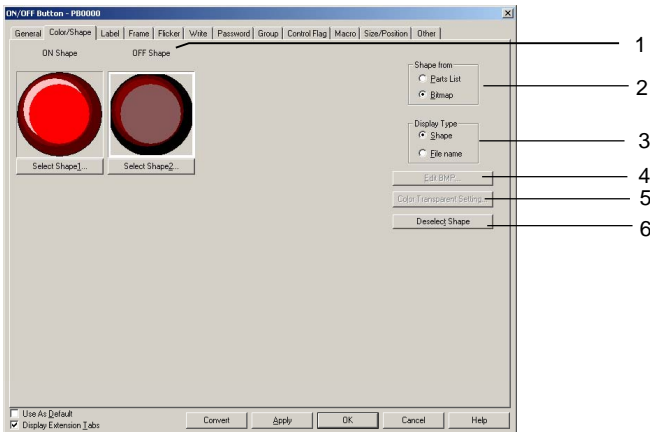 ON/OFF Button - PB0000
General Color/Shape Label Frame Flicker Write Password Group Control Flag Macro Size/Position Other
ON Shape OFF Shape
1
Shape from
Parts List
Bitmap
2
Display Type
Shape
File name
3
Select Shape1... Select Shape2...
Edit BMP...
4
Color Transparent Setting...
5
Deselect Shape
6
Use As Default
Display Extension Tabs
Convert Apply OK Cancel Help